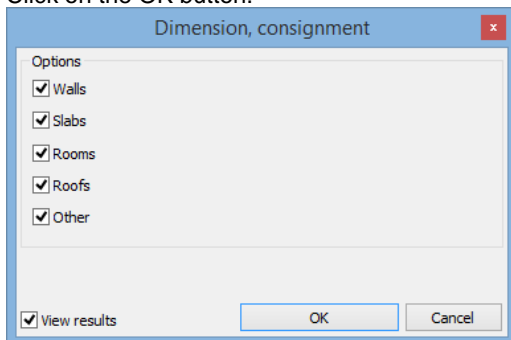 Click on the OK button.
Dimension, consignment
x
Options
Walls
Slabs
Rooms
Roofs
Other
View results
OK
Cancel